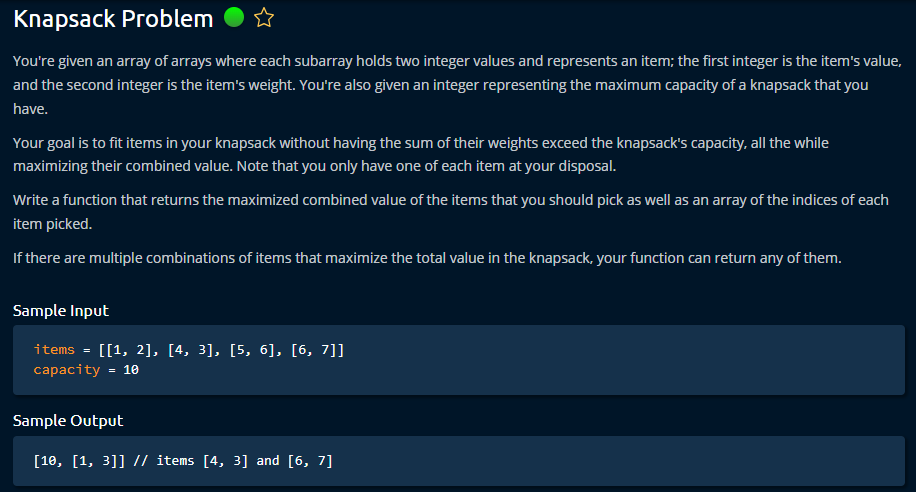 Knapsack Problem
You're given an array of arrays where each subarray holds two integer values and represents an item; the first integer is the item's value,
and the second integer is the item's weight. You're also given an integer representing the maximum capacity of a knapsack that you
have.
Your goal is to fit items in your knapsack without having the sum of their weights exceed the knapsack's capacity, all the while
maximizing their combined value. Note that you only have one of each item at your disposal.
Write a function that returns the maximized combined value of the items that you should pick as well as an array of the indices of each
item picked.
If there are multiple combinations of items that maximize the total value in the knapsack, your function can return any of them.
Sample Input
items = [[1, 2], [4, 3], [5, 6], [6, 7]]
capacity = 10
Sample Output
[10, [1, 3]] // items [4, 3] and [6, 7]